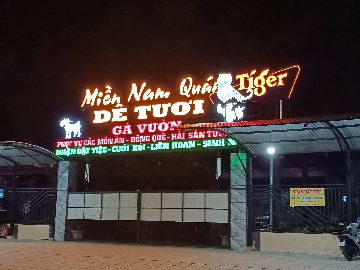 Miền Nam Quán
Tiger
DÊ TƯƠI
GÀ VƯỜN
PHỤC VỤ CÁC MÓN ĂN - ĐỒNG QUÊ - HẢI SẢN TƯƠI
NHẬN ĐẶT TIỆC - CƯỚI HỎI - LIÊN HOAN - SINH